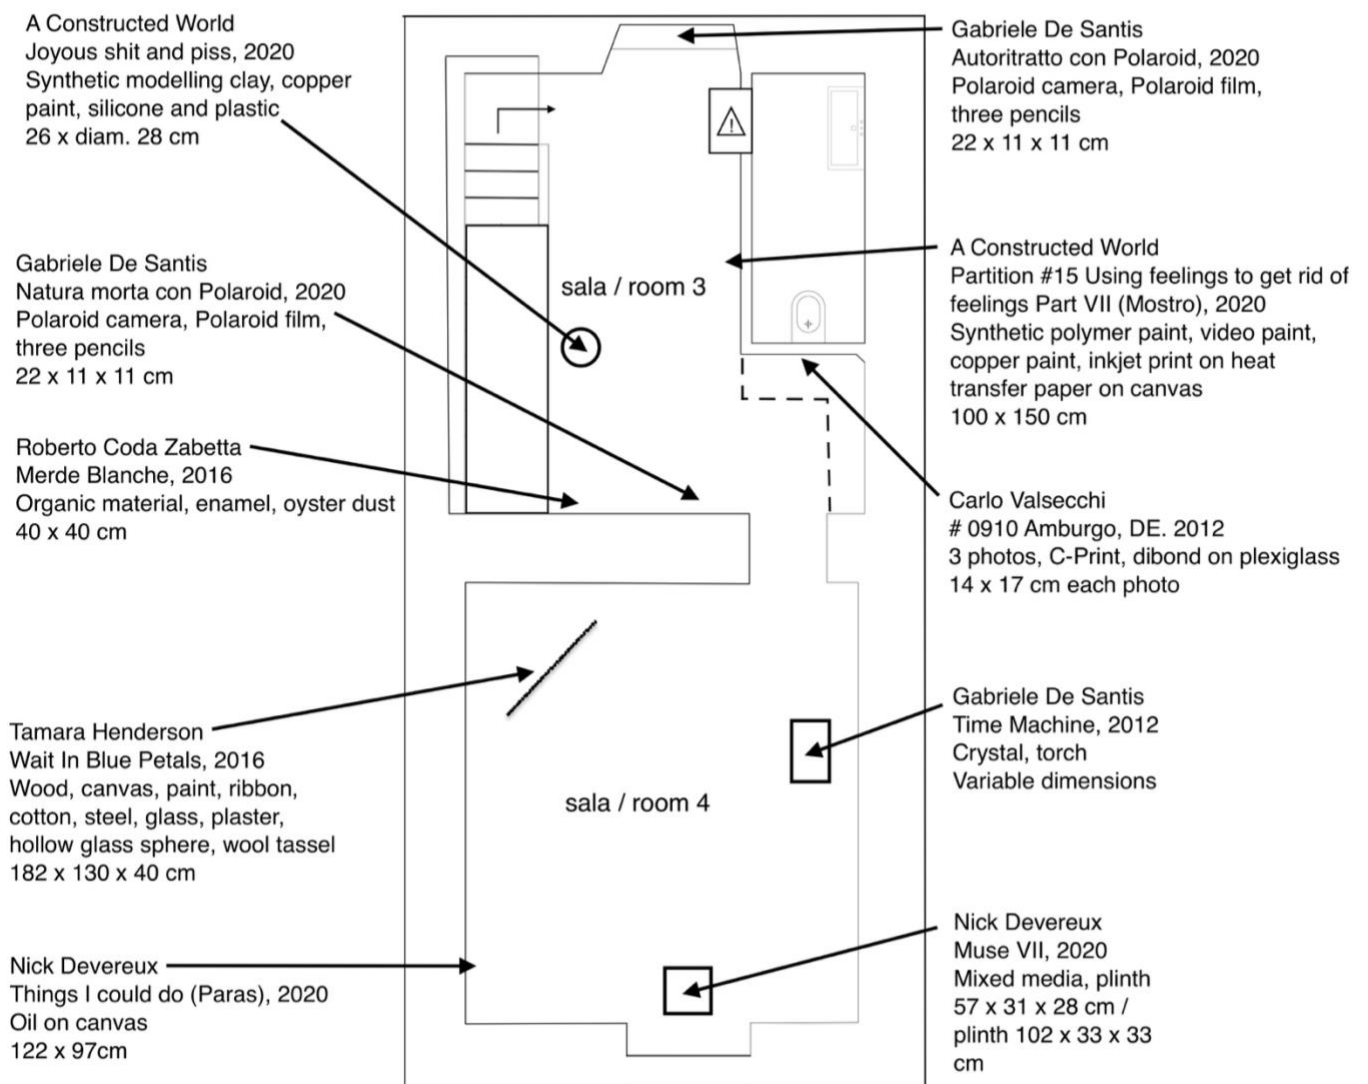 A Constructed World
Joyous shit and piss, 2020
Synthetic modelling clay, copper
paint, silicone and plastic
26 x diam. 28 cm
Gabriele De Santis
Natura morta con Polaroid, 2020
Polaroid camera, Polaroid film,
three pencils
22 x 11 x 11 cm
Roberto Coda Zabetta
Merde Blanche, 2016
Organic material, enamel, oyster dust
40 x 40 cm
Tamara Henderson
Wait In Blue Petals, 2016
Wood, canvas, paint, ribbon,
cotton, steel, glass, plaster,
hollow glass sphere, wool tassel
182 x 130 x 40 cm
Nick Devereux
Things I could do (Paras), 2020
Oil on canvas
122 x 97cm
sala / room 3
sala / room 4
Gabriele De Santis
Autoritratto con Polaroid, 2020
Polaroid camera, Polaroid film,
three pencils
22 x 11 x 11 cm
A Constructed World
Partition #15 Using feelings to get rid of
feelings Part VII (Mostro), 2020
Synthetic polymer paint, video paint,
copper paint, inkjet print on heat
transfer paper on canvas
100 x 150 cm
Carlo Valsecchi
# 0910 Amburgo, DE. 2012
3 photos, C-Print, dibond on plexiglass
14 x 17 cm each photo
Gabriele De Santis
Time Machine, 2012
Crystal, torch
Variable dimensions
Nick Devereux
Muse VII, 2020
Mixed media, plinth
57 x 31 x 28 cm /
plinth 102 x 33 x 33
cm